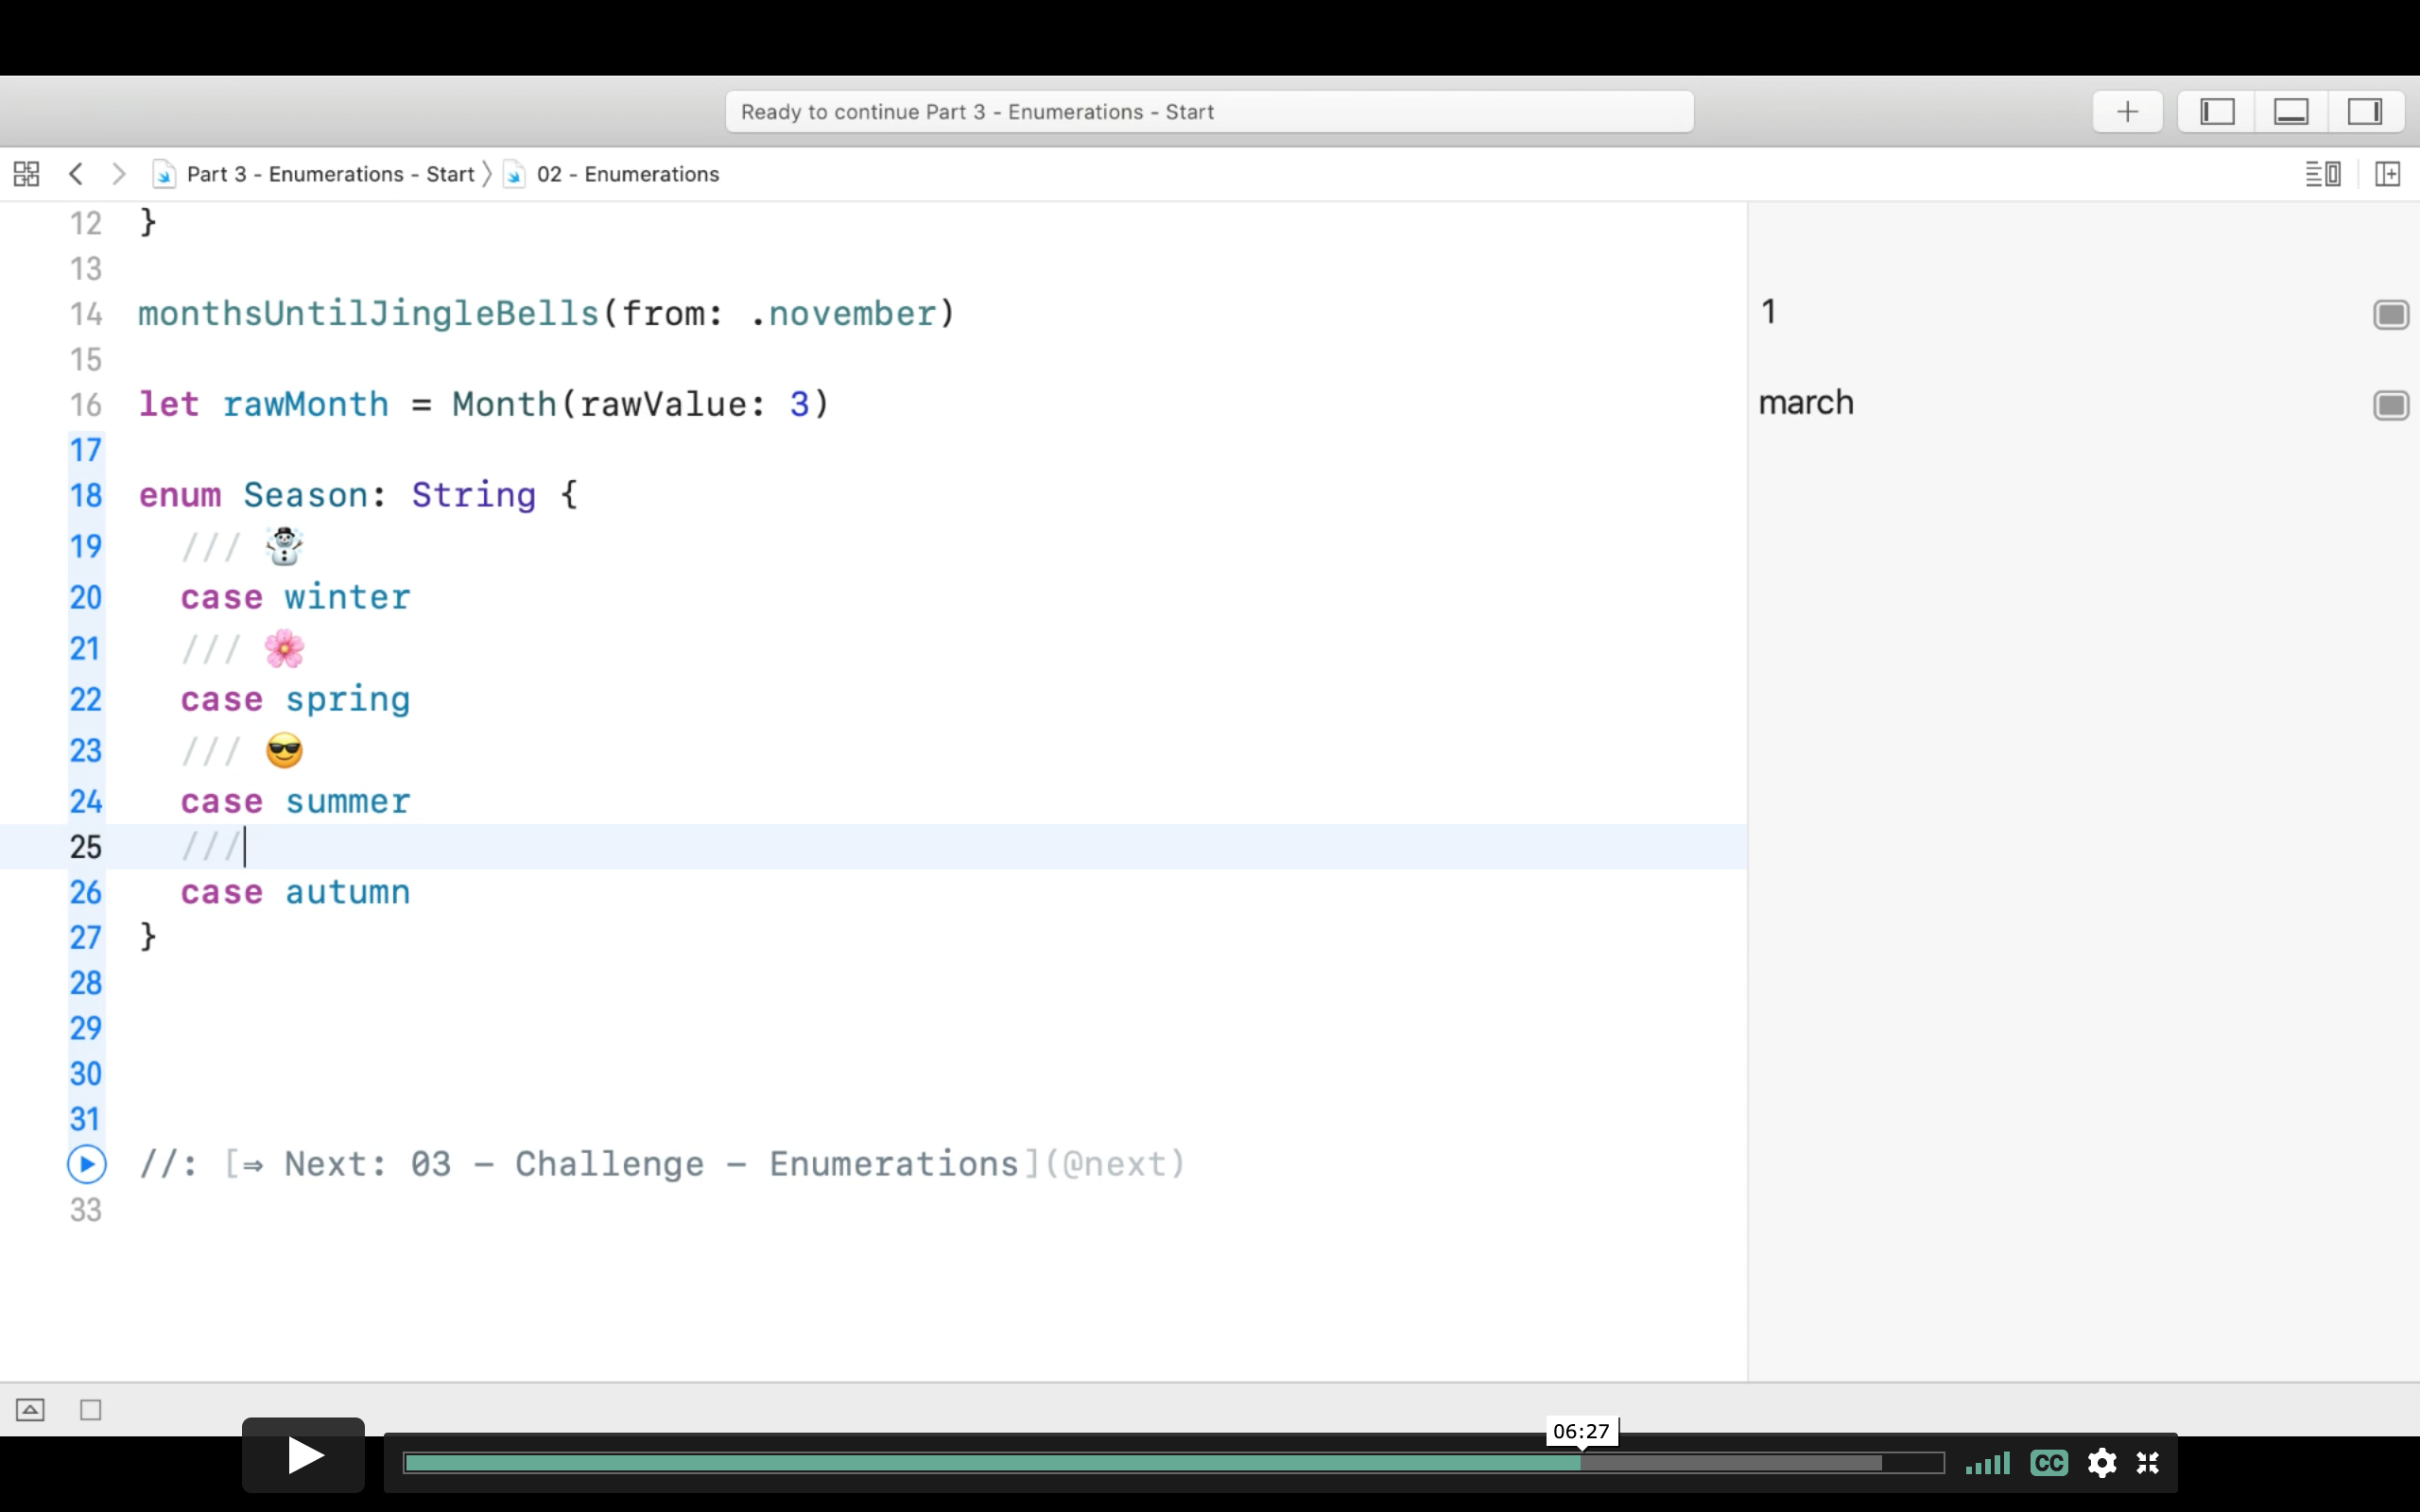 Ready to continue Part 3 - Enumerations - Start
Part 3 - Enumerations - Start 〉 02 - Enumerations
12 }
13
14 monthsUntilJingleBells(from: .november) 1
15
16 let rawMonth = Month(rawValue: 3) march
17
18 enum Season: String {
19 /// ☃️
20 case winter
21 /// 🌸
22 case spring
23 /// 😎
24 case summer
25 ///
26 case autumn
27 }
28
29
30
31
//: [⇒ Next: 03 - Challenge - Enumerations](@next)
33
06:27
CC